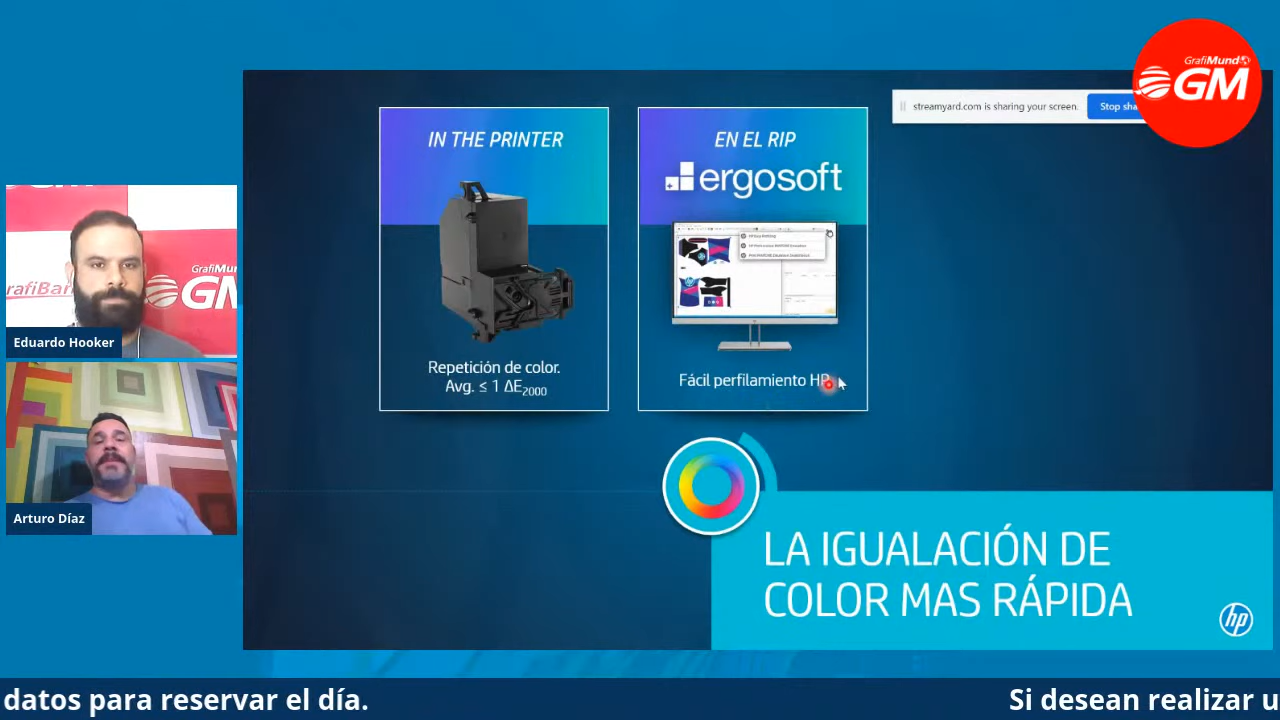 GrafiMundo
GM
streamyard.com is sharing your screen.
Stop sha
IN THE PRINTER
Repetición de color.
Avg. ≤ 1 ΔE2000
EN EL RIP
ergosoft
Fácil perfilamiento HP
GrafiMun
GM
Eduardo Hooker
Arturo Díaz
LA IGUALACIÓN DE
COLOR MAS RÁPIDA
hp
datos para reservar el día.
Si desean realizar u